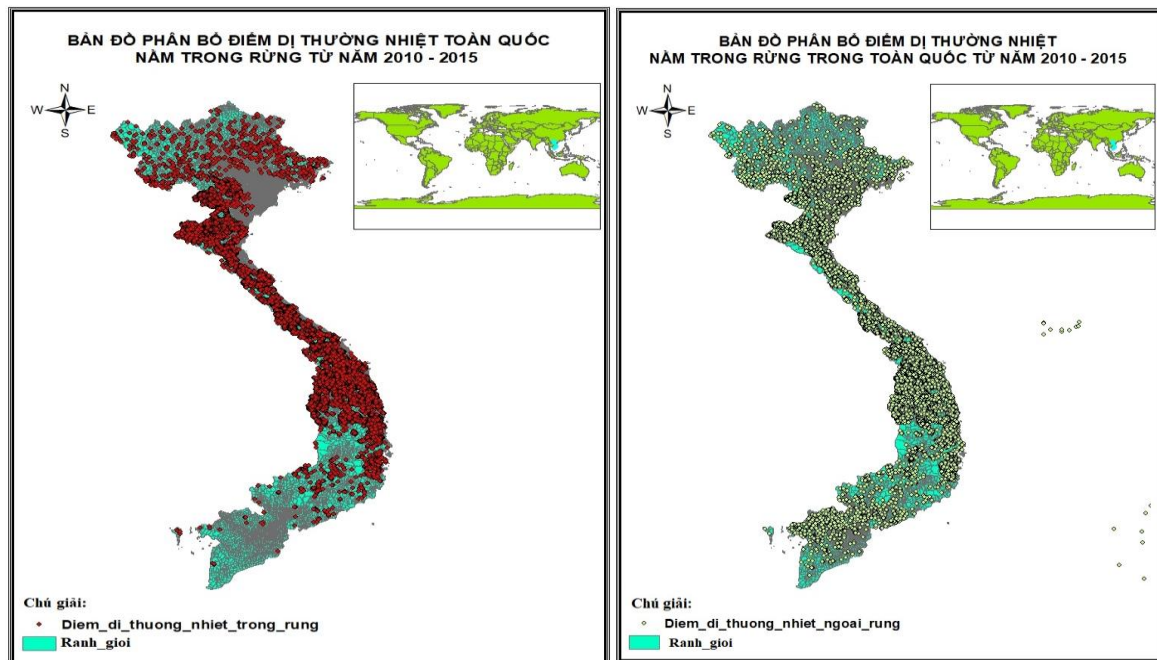 BẢN ĐỒ PHÂN BỐ ĐIỂM DỊ THƯỜNG NHIỆT TOÀN QUỐC
NẰM TRONG RỪNG TỪ NĂM 2010 - 2015
N
W E
S
Chú giải:
Diem_di_thuong_nhiet_trong_rung
Ranh_gioi
BẢN ĐỒ PHÂN BỐ ĐIỂM DỊ THƯỜNG NHIỆT
NẰM TRONG RỪNG TRONG TOÀN QUỐC TỪ NĂM 2010 - 2015
N
W E
S
Chú giải:
Diem_di_thuong_nhiet_ngoai_rung
Ranh_gioi